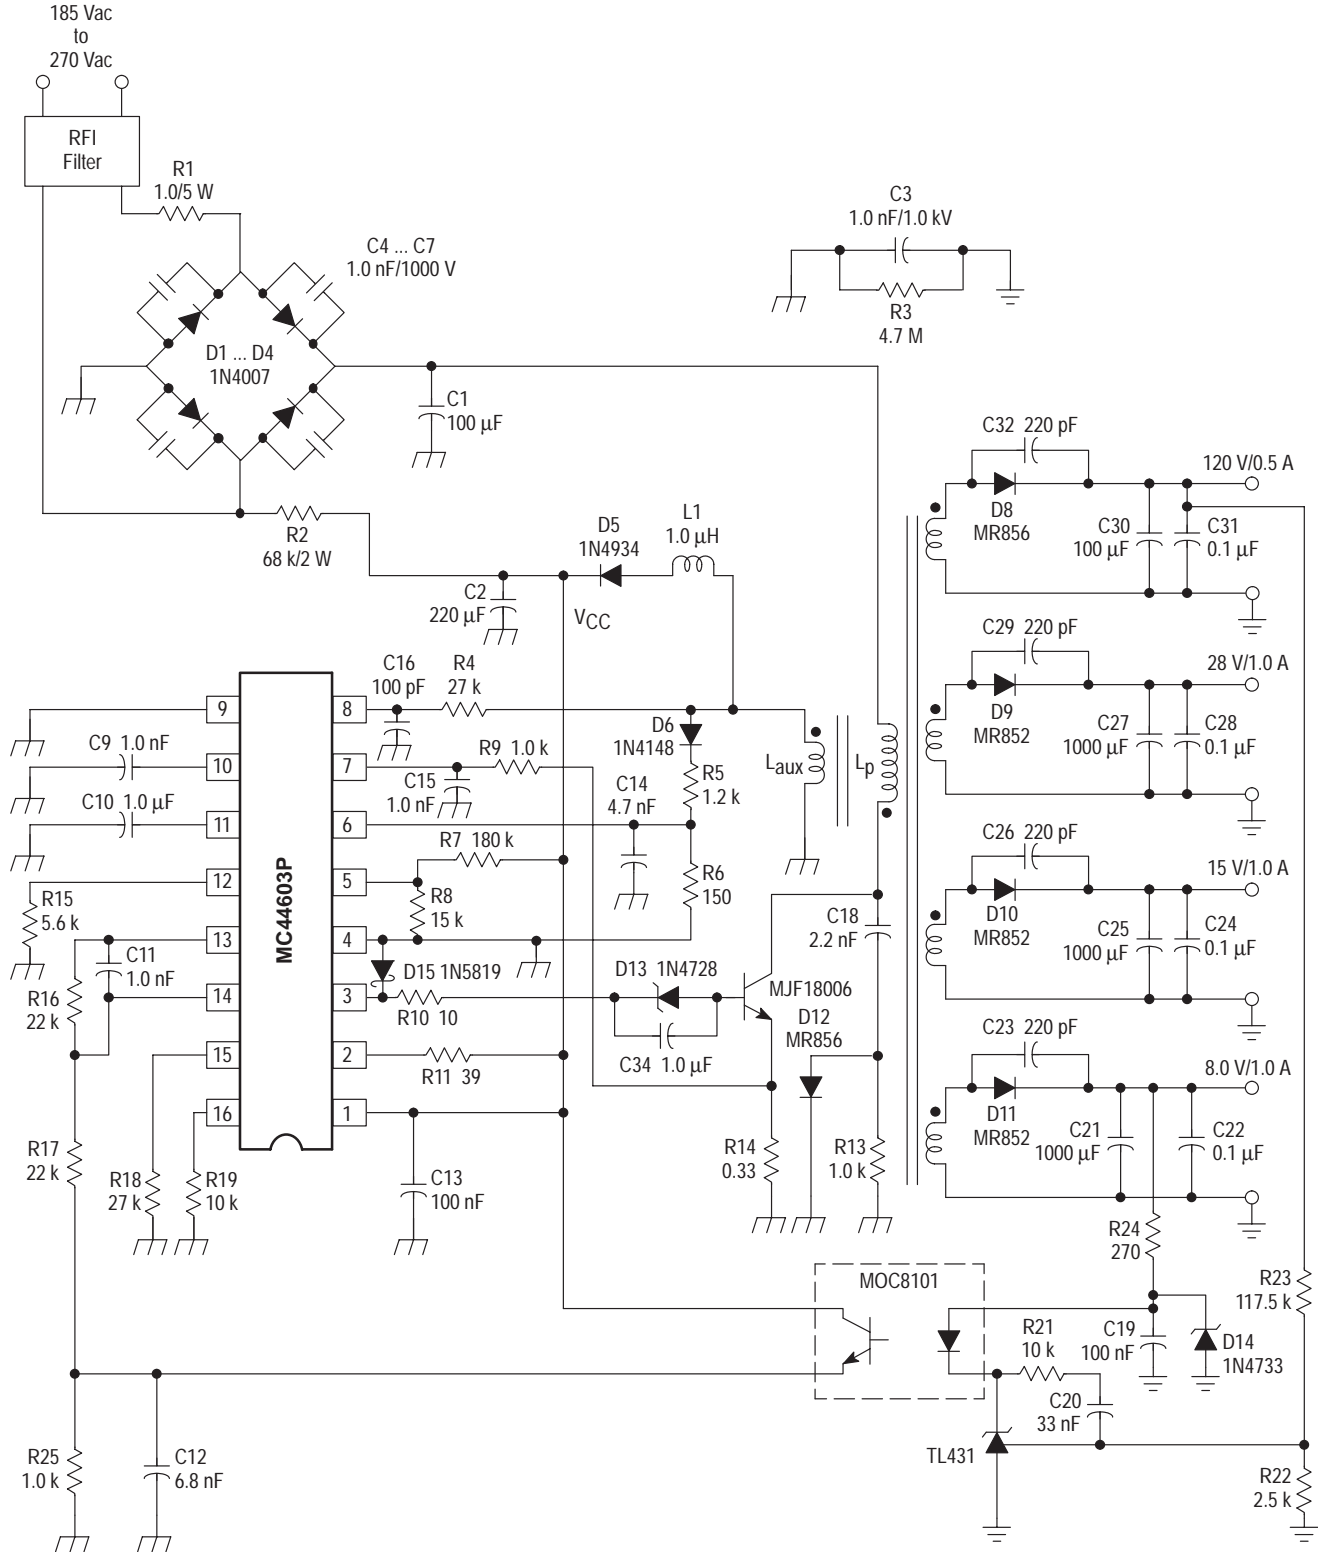 185 Vac
to
270 Vac
RFI
Filter
R1
1.0/5 W
C4 ... C7
1.0 nF/1000 V
C3
1.0 nF/1.0 kV
R3
4.7 M
D1 ... D4
1N4007
C1
100 µF
R2
68 k/2 W
D5
1N4934
L1
1.0 µH
C2
220 µF
VCC
C32 220 pF
120 V/0.5 A
D8
MR856
C30
100 µF
C31
0.1 µF
C29 220 pF
28 V/1.0 A
D9
MR852
C27
1000 µF
C28
0.1 µF
C26 220 pF
15 V/1.0 A
D10
MR852
C25
1000 µF
C24
0.1 µF
C23 220 pF
8.0 V/1.0 A
D11
MR852
C21
1000 µF
C22
0.1 µF
C16
100 pF
R4
27 k
D6
1N4148
R5
1.2 k
Laux
Lp
C9 1.0 nF
C10 1.0 µF
R9 1.0 k
C15
1.0 nF
C14
4.7 nF
R7 180 k
R8
15 k
R6
150
R15
5.6 k
C11
1.0 nF
R16
22 k
MC44603P
9
10
11
12
13
14
15
16
8
7
6
5
4
3
2
1
D15 1N5819
R10 10
D13 1N4728
C34 1.0 µF
MJF18006
C18
2.2 nF
D12
MR856
R11 39
R17
22 k
R18
27 k
R19
10 k
C13
100 nF
R14
0.33
R13
1.0 k
R24
270
MOC8101
R23
117.5 k
R21
10 k
C19
100 nF
D14
1N4733
C20
33 nF
TL431
R25
1.0 k
C12
6.8 nF
R22
2.5 k